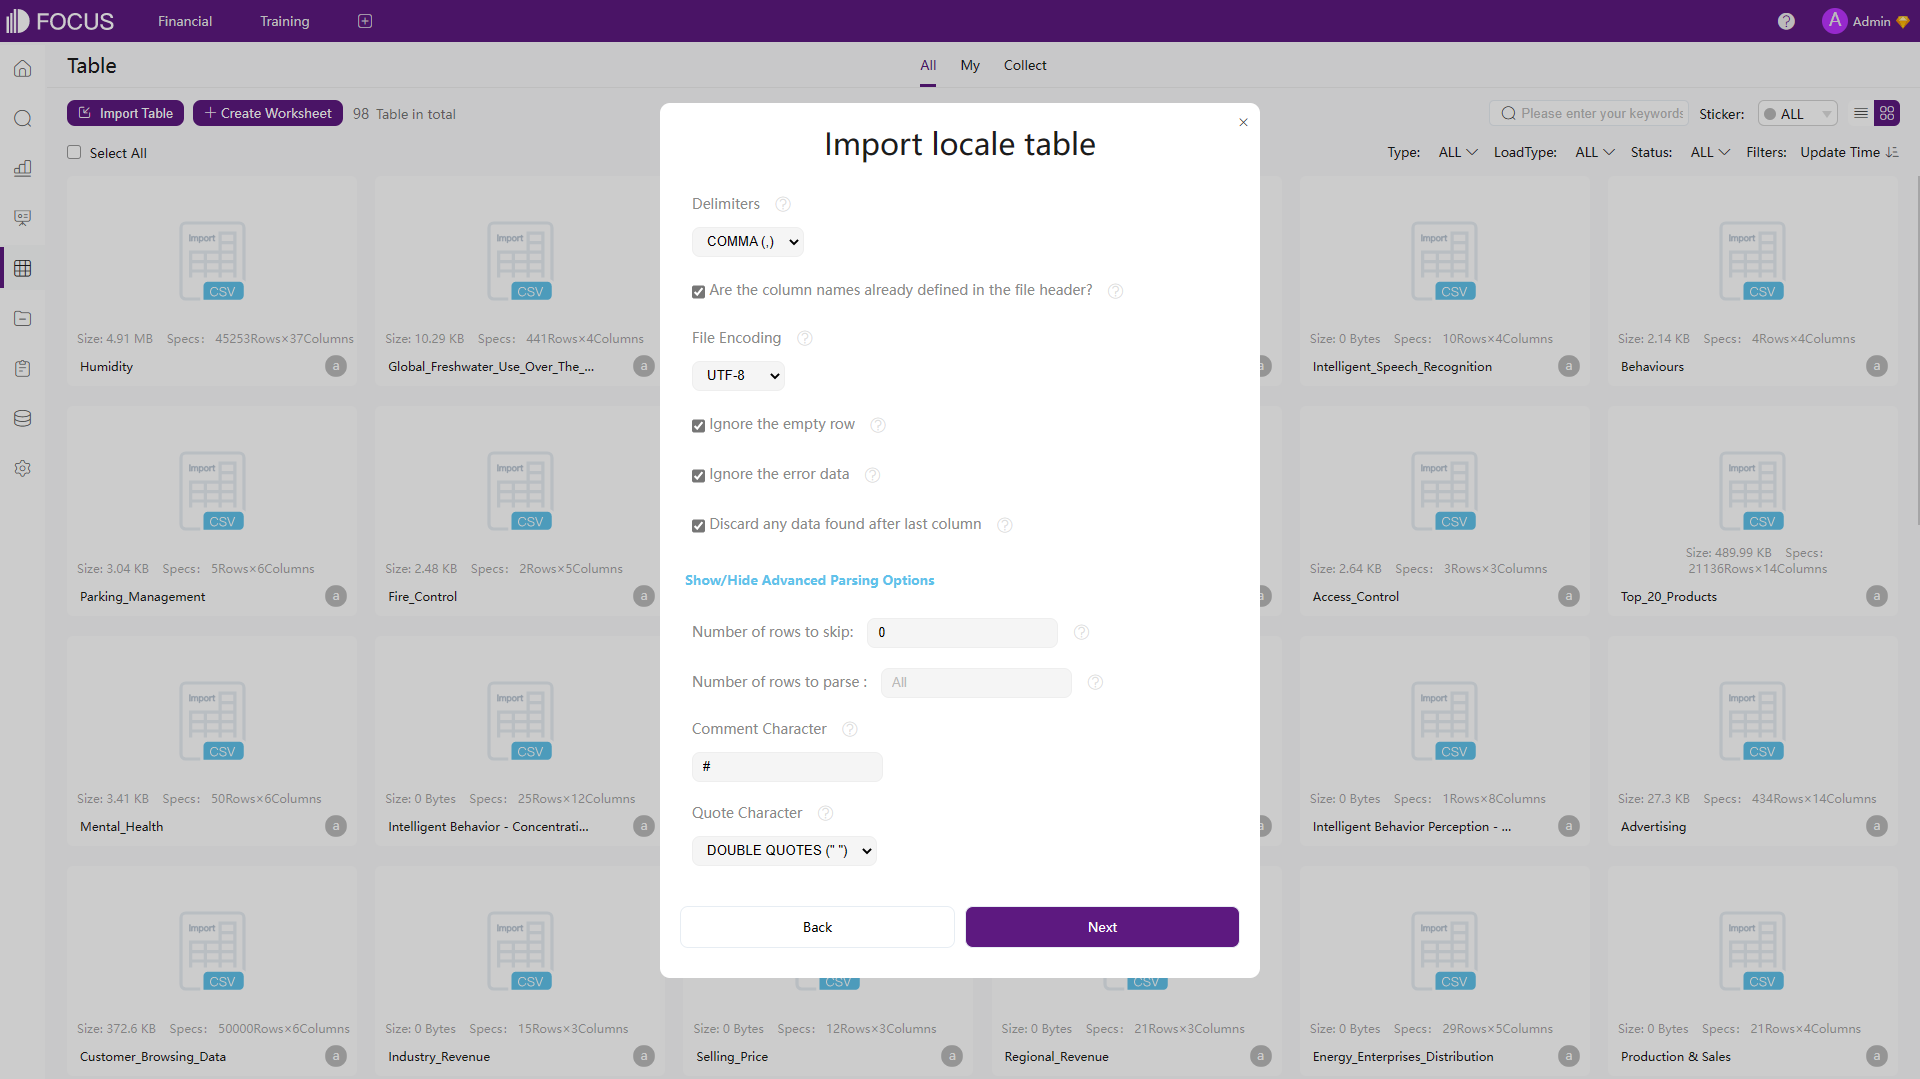 FOCUS Financial Training Admin
Table All My Collect
Import Table Create Worksheet 98 Table in total Please enter your keywords Sticker: ALL
Select All Type: ALL LoadType: ALL Status: ALL Filters: Update Time
Import locale table
Delimiters
COMMA (,)
Are the column names already defined in the file header?
File Encoding
UTF-8
Ignore the empty row
Ignore the error data
Discard any data found after last column
Show/Hide Advanced Parsing Options
Number of rows to skip: 0
Number of rows to parse : All
Comment Character
#
Quote Character
DOUBLE QUOTES (" ")
Back Next
Import CSV
Size: 4.91 MB Specs: 45253Rows×37Columns
Humidity a
Import CSV
Size: 10.29 KB Specs: 441Rows×4Columns
Global_Freshwater_Use_Over_The_... a
Import CSV
Size: 0 Bytes Specs: 10Rows×4Columns
Intelligent_Speech_Recognition a
Import CSV
Size: 2.14 KB Specs: 4Rows×4Columns
Behaviours a
Import CSV
Size: 3.04 KB Specs: 5Rows×6Columns
Parking_Management a
Import CSV
Size: 2.48 KB Specs: 2Rows×5Columns
Fire_Control a
Import CSV
Size: 2.64 KB Specs: 3Rows×3Columns
Access_Control a
Import CSV
Size: 489.99 KB Specs:
21136Rows×14Columns
Top_20_Products a
Import CSV
Size: 3.41 KB Specs: 50Rows×6Columns
Mental_Health a
Import CSV
Size: 0 Bytes Specs: 25Rows×12Columns
Intelligent Behavior - Concentrati... a
Import CSV
Size: 0 Bytes Specs: 1Rows×8Columns
Intelligent Behavior Perception - ... a
Import CSV
Size: 27.3 KB Specs: 434Rows×14Columns
Advertising a
Import CSV
Size: 372.6 KB Specs: 50000Rows×6Columns
Customer_Browsing_Data a
Import CSV
Size: 0 Bytes Specs: 15Rows×3Columns
Industry_Revenue a
CSV
Size: 0 Bytes Specs: 12Rows×3Columns
Selling_Price a
CSV
Size: 0 Bytes Specs: 21Rows×3Columns
Regional_Revenue a
Import CSV
Size: 0 Bytes Specs: 29Rows×5Columns
Energy_Enterprises_Distribution a
Import CSV
Size: 0 Bytes Specs: 21Rows×4Columns
Production & Sales a